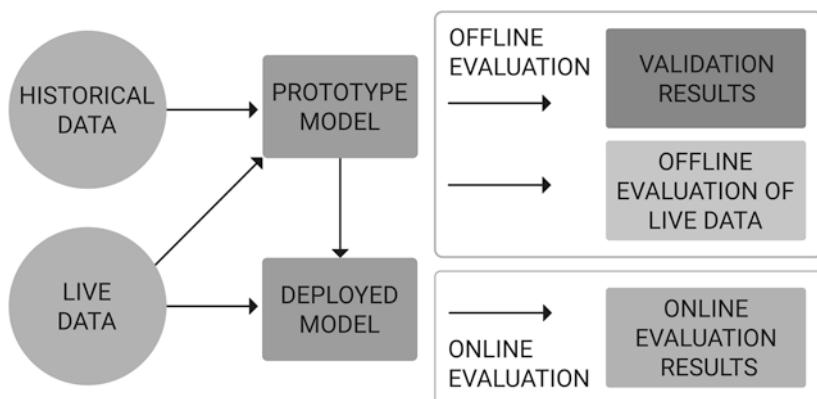 HISTORICAL
DATA
PROTOTYPE
MODEL
OFFLINE
EVALUATION
VALIDATION
RESULTS
OFFLINE
EVALUATION OF
LIVE DATA
LIVE
DATA
DEPLOYED
MODEL
ONLINE
EVALUATION
ONLINE
EVALUATION
RESULTS